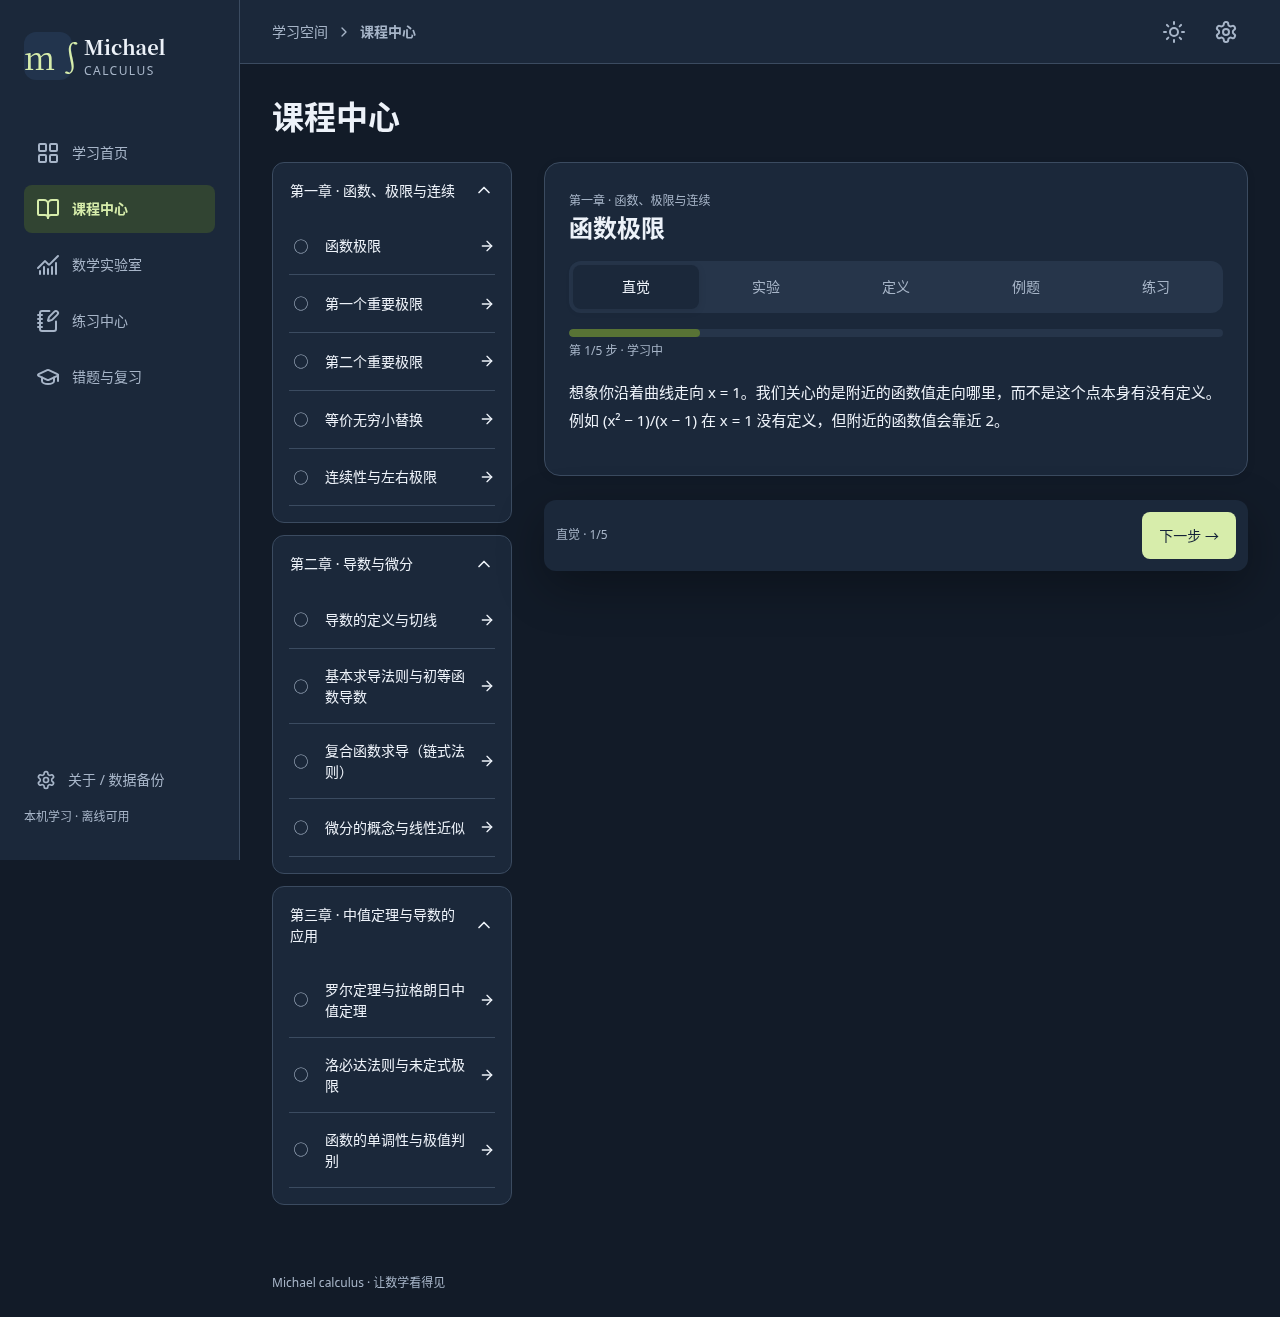 m ∫ Michael
CALCULUS
学习首页
课程中心
数学实验室
练习中心
错题与复习
关于 / 数据备份
本机学习 · 离线可用
学习空间 > 课程中心
课程中心
第一章 · 函数、极限与连续
函数极限
第一个重要极限
第二个重要极限
等价无穷小替换
连续性与左右极限
第二章 · 导数与微分
导数的定义与切线
基本求导法则与初等函
数导数
复合函数求导（链式法
则）
微分的概念与线性近似
第三章 · 中值定理与导数的
应用
罗尔定理与拉格朗日中
值定理
洛必达法则与未定式极
限
函数的单调性与极值判
别
第一章 · 函数、极限与连续
函数极限
直觉 实验 定义 例题 练习
第 1/5 步 · 学习中
想象你沿着曲线走向 x = 1。我们关心的是附近的函数值走向哪里，而不是这个点本身有没有定义。
例如 (x² − 1)/(x − 1) 在 x = 1 没有定义，但附近的函数值会靠近 2。
直觉 · 1/5
下一步 →
Michael calculus · 让数学看得见